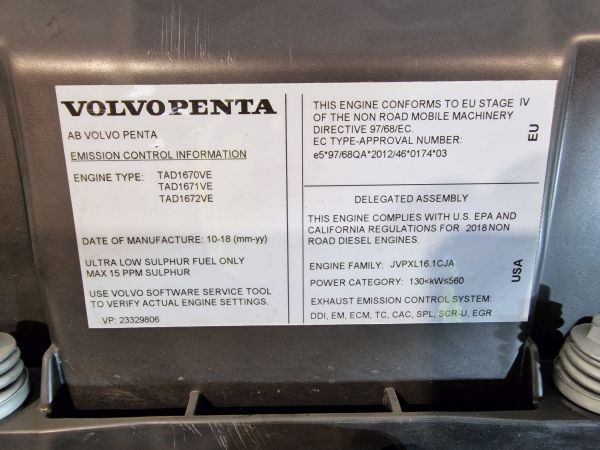 VOLVO PENTA
AB VOLVO PENTA
EMISSION CONTROL INFORMATION
ENGINE TYPE: TAD1670VE
TAD1671VE
TAD1672VE
DATE OF MANUFACTURE: 10-18 (mm-yy)
ULTRA LOW SULPHUR FUEL ONLY
MAX 15 PPM SULPHUR
USE VOLVO SOFTWARE SERVICE TOOL
TO VERIFY ACTUAL ENGINE SETTINGS.
VP: 23329806
THIS ENGINE CONFORMS TO EU STAGE IV
OF THE NON ROAD MOBILE MACHINERY
DIRECTIVE 97/68/EC.
EC TYPE-APPROVAL NUMBER:
e5*97/68QA*2012/46*0174*03
EU
DELEGATED ASSEMBLY
THIS ENGINE COMPLIES WITH U.S. EPA AND
CALIFORNIA REGULATIONS FOR 2018 NON
ROAD DIESEL ENGINES.
ENGINE FAMILY: JVPXL16.1CJA
POWER CATEGORY: 130<kW≤560
EXHAUST EMISSION CONTROL SYSTEM:
DDI, EM, ECM, TC, CAC, SPL, SCR-U, EGR
USA